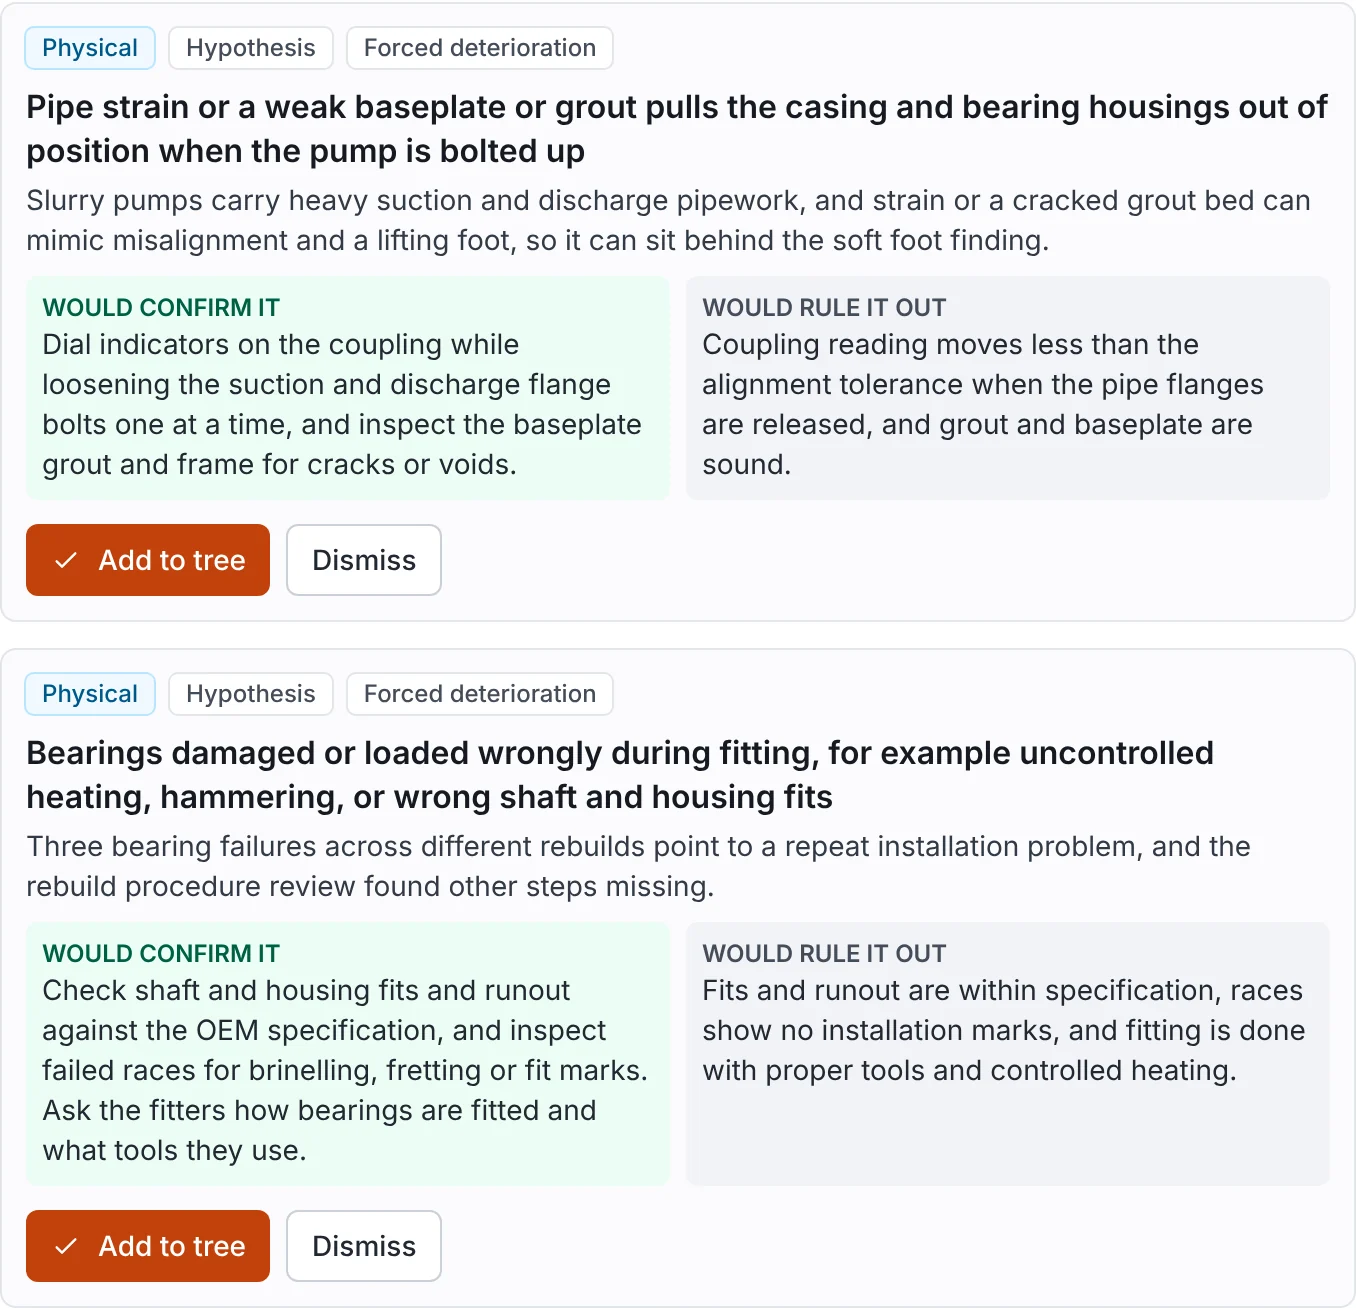 Physical
Hypothesis
Forced deterioration
Pipe strain or a weak baseplate or grout pulls the casing and bearing housings out of
position when the pump is bolted up
Slurry pumps carry heavy suction and discharge pipework, and strain or a cracked grout bed can
mimic misalignment and a lifting foot, so it can sit behind the soft foot finding.
WOULD CONFIRM IT
Dial indicators on the coupling while
loosening the suction and discharge flange
bolts one at a time, and inspect the baseplate
grout and frame for cracks or voids.
WOULD RULE IT OUT
Coupling reading moves less than the
alignment tolerance when the pipe flanges
are released, and grout and baseplate are
sound.
Add to tree
Dismiss
Physical
Hypothesis
Forced deterioration
Bearings damaged or loaded wrongly during fitting, for example uncontrolled
heating, hammering, or wrong shaft and housing fits
Three bearing failures across different rebuilds point to a repeat installation problem, and the
rebuild procedure review found other steps missing.
WOULD CONFIRM IT
Check shaft and housing fits and runout
against the OEM specification, and inspect
failed races for brinelling, fretting or fit marks.
Ask the fitters how bearings are fitted and
what tools they use.
WOULD RULE IT OUT
Fits and runout are within specification, races
show no installation marks, and fitting is done
with proper tools and controlled heating.
Add to tree
Dismiss